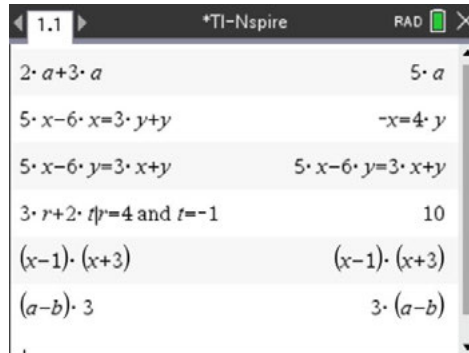 1.1 *TI-Nspire RAD
2· a+3· a 5· a
5· x−6· x=3· y+y -x=4· y
5· x−6· y=3· x+y 5· x−6· y=3· x+y
3· r+2· t|r=4 and t=-1 10
(x−1)· (x+3) (x−1)· (x+3)
(a−b)· 3 3· (a−b)